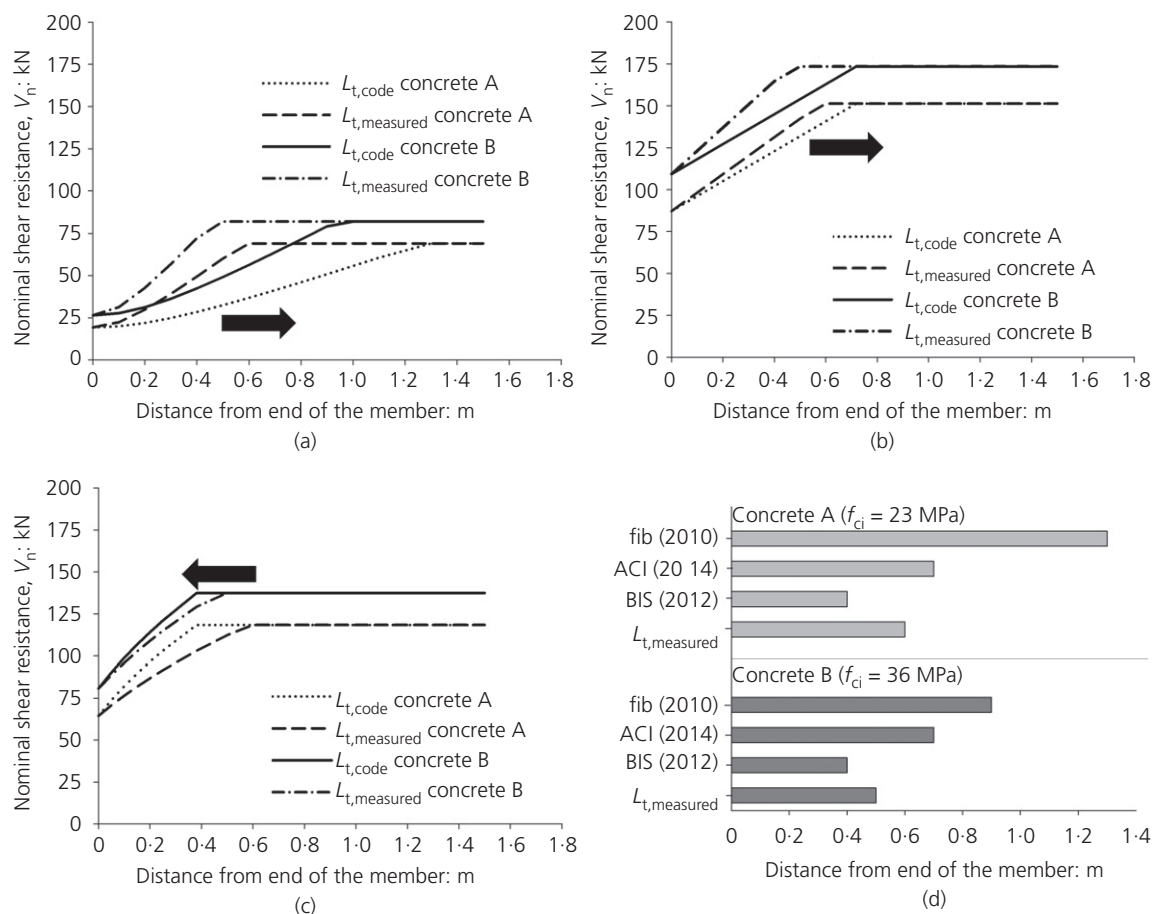 200
175
150
125
100
75
50
25
0
Nominal shear resistance, Vn: kN
Lt,code concrete A
Lt,measured concrete A
Lt,code concrete B
Lt,measured concrete B
0 0·2 0·4 0·6 0·8 1·0 1·2 1·4 1·6 1·8
Distance from end of the member: m
(a)
200
175
150
125
100
75
50
25
0
Nominal shear resistance, Vn: kN
Lt,code concrete A
Lt,measured concrete A
Lt,code concrete B
Lt,measured concrete B
0 0·2 0·4 0·6 0·8 1·0 1·2 1·4 1·6 1·8
Distance from end of the member: m
(b)
200
175
150
125
100
75
50
25
0
Nominal shear resistance, Vn: kN
Lt,code concrete A
Lt,measured concrete A
Lt,code concrete B
Lt,measured concrete B
0 0·2 0·4 0·6 0·8 1·0 1·2 1·4 1·6 1·8
Distance from end of the member: m
(c)
Concrete A (fci = 23 MPa)
fib (2010)
ACI (20 14)
BIS (2012)
Lt,measured
Concrete B (fci = 36 MPa)
fib (2010)
ACI (2014)
BIS (2012)
Lt,measured
0 0·2 0·4 0·6 0·8 1·0 1·2 1·4
Distance from end of the member: m
(d)